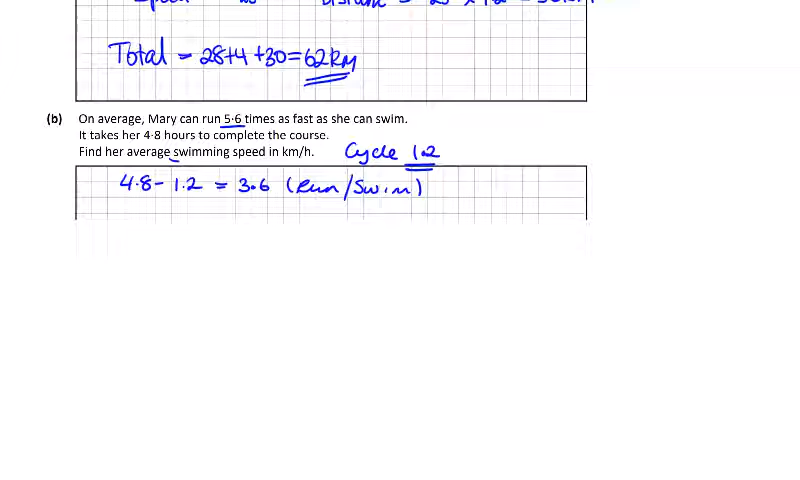 Total = 28+4+30=62km
(b) On average, Mary can run 5·6 times as fast as she can swim.
It takes her 4·8 hours to complete the course.
Find her average swimming speed in km/h. Cycle 1.2
4.8-1.2 = 3.6 (Run/Swim)